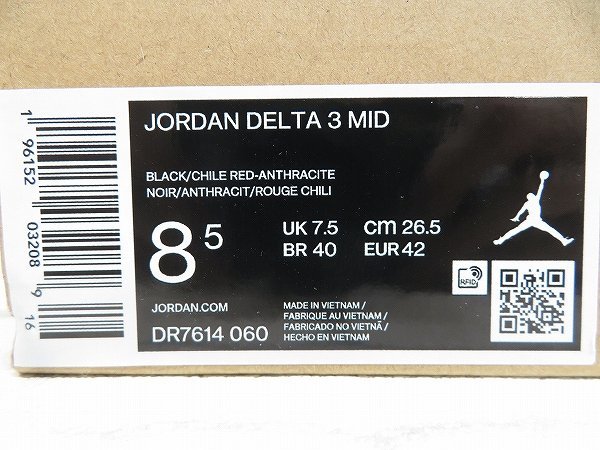 JORDAN DELTA 3 MID
BLACK/CHILE RED-ANTHRACITE
NOIR/ANTHRACIT/ROUGE CHILI
8 5
UK 7.5 cm 26.5
BR 40 EUR 42
RFID
JORDAN.COM
DR7614 060
MADE IN VIETNAM /
FABRIQUE AU VIETNAM /
FABRICADO NO VIETNÃ /
HECHO EN VIETNAM
1 96152 03208 9 16